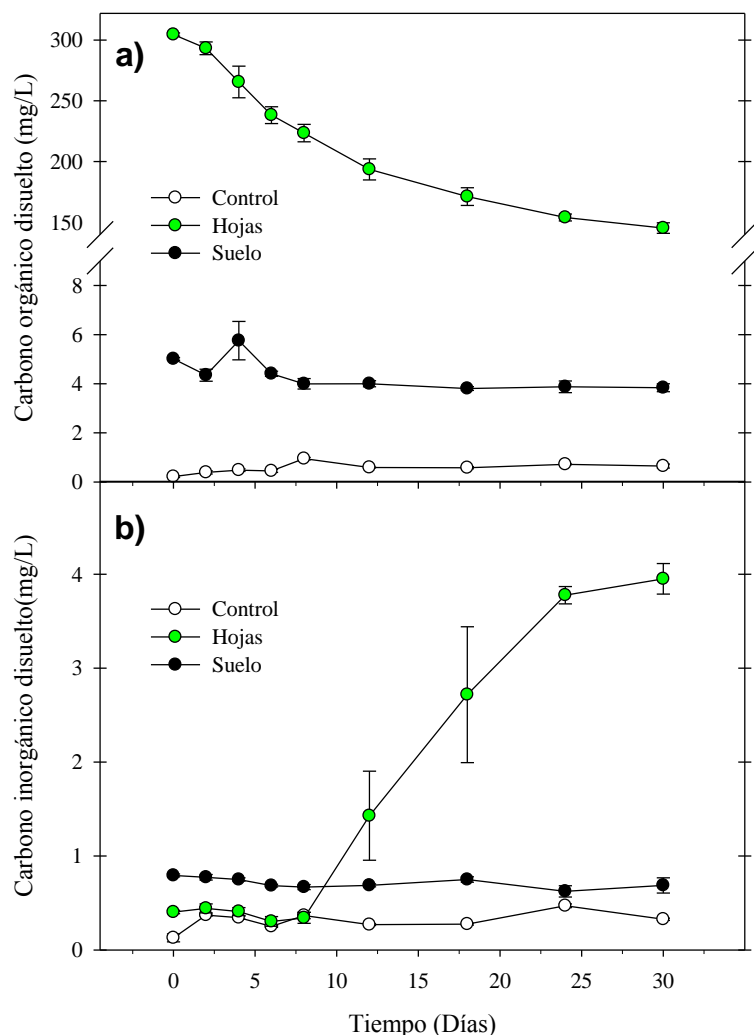 a)
Carbono orgánico disuelto (mg/L)
300
250
200
150
8
6
4
2
0
Control
Hojas
Suelo
b)
Carbono inorgánico disuelto(mg/L)
4
3
2
1
0
Control
Hojas
Suelo
0 5 10 15 20 25 30
Tiempo (Días)